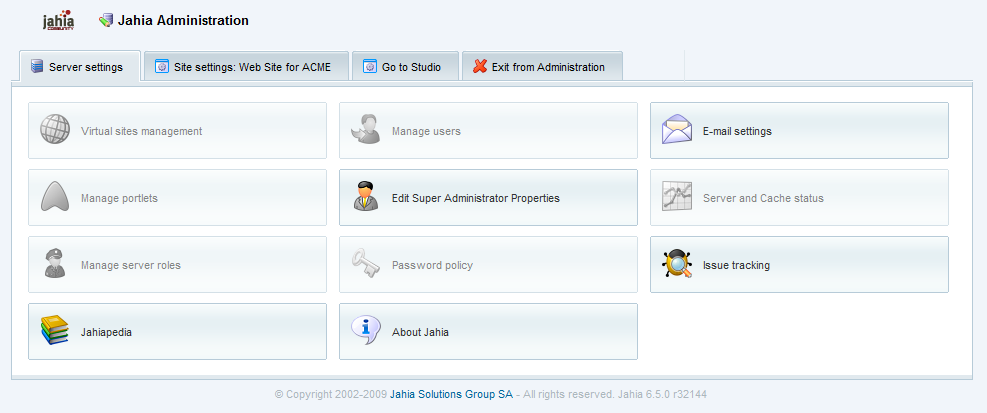 jahia
COMMUNITY
Jahia Administration
Server settings
Site settings: Web Site for ACME
Go to Studio
Exit from Administration
Virtual sites management
Manage users
E-mail settings
Manage portlets
Edit Super Administrator Properties
Server and Cache status
Manage server roles
Password policy
Issue tracking
Jahiapedia
About Jahia
© Copyright 2002-2009 Jahia Solutions Group SA - All rights reserved. Jahia 6.5.0 r32144